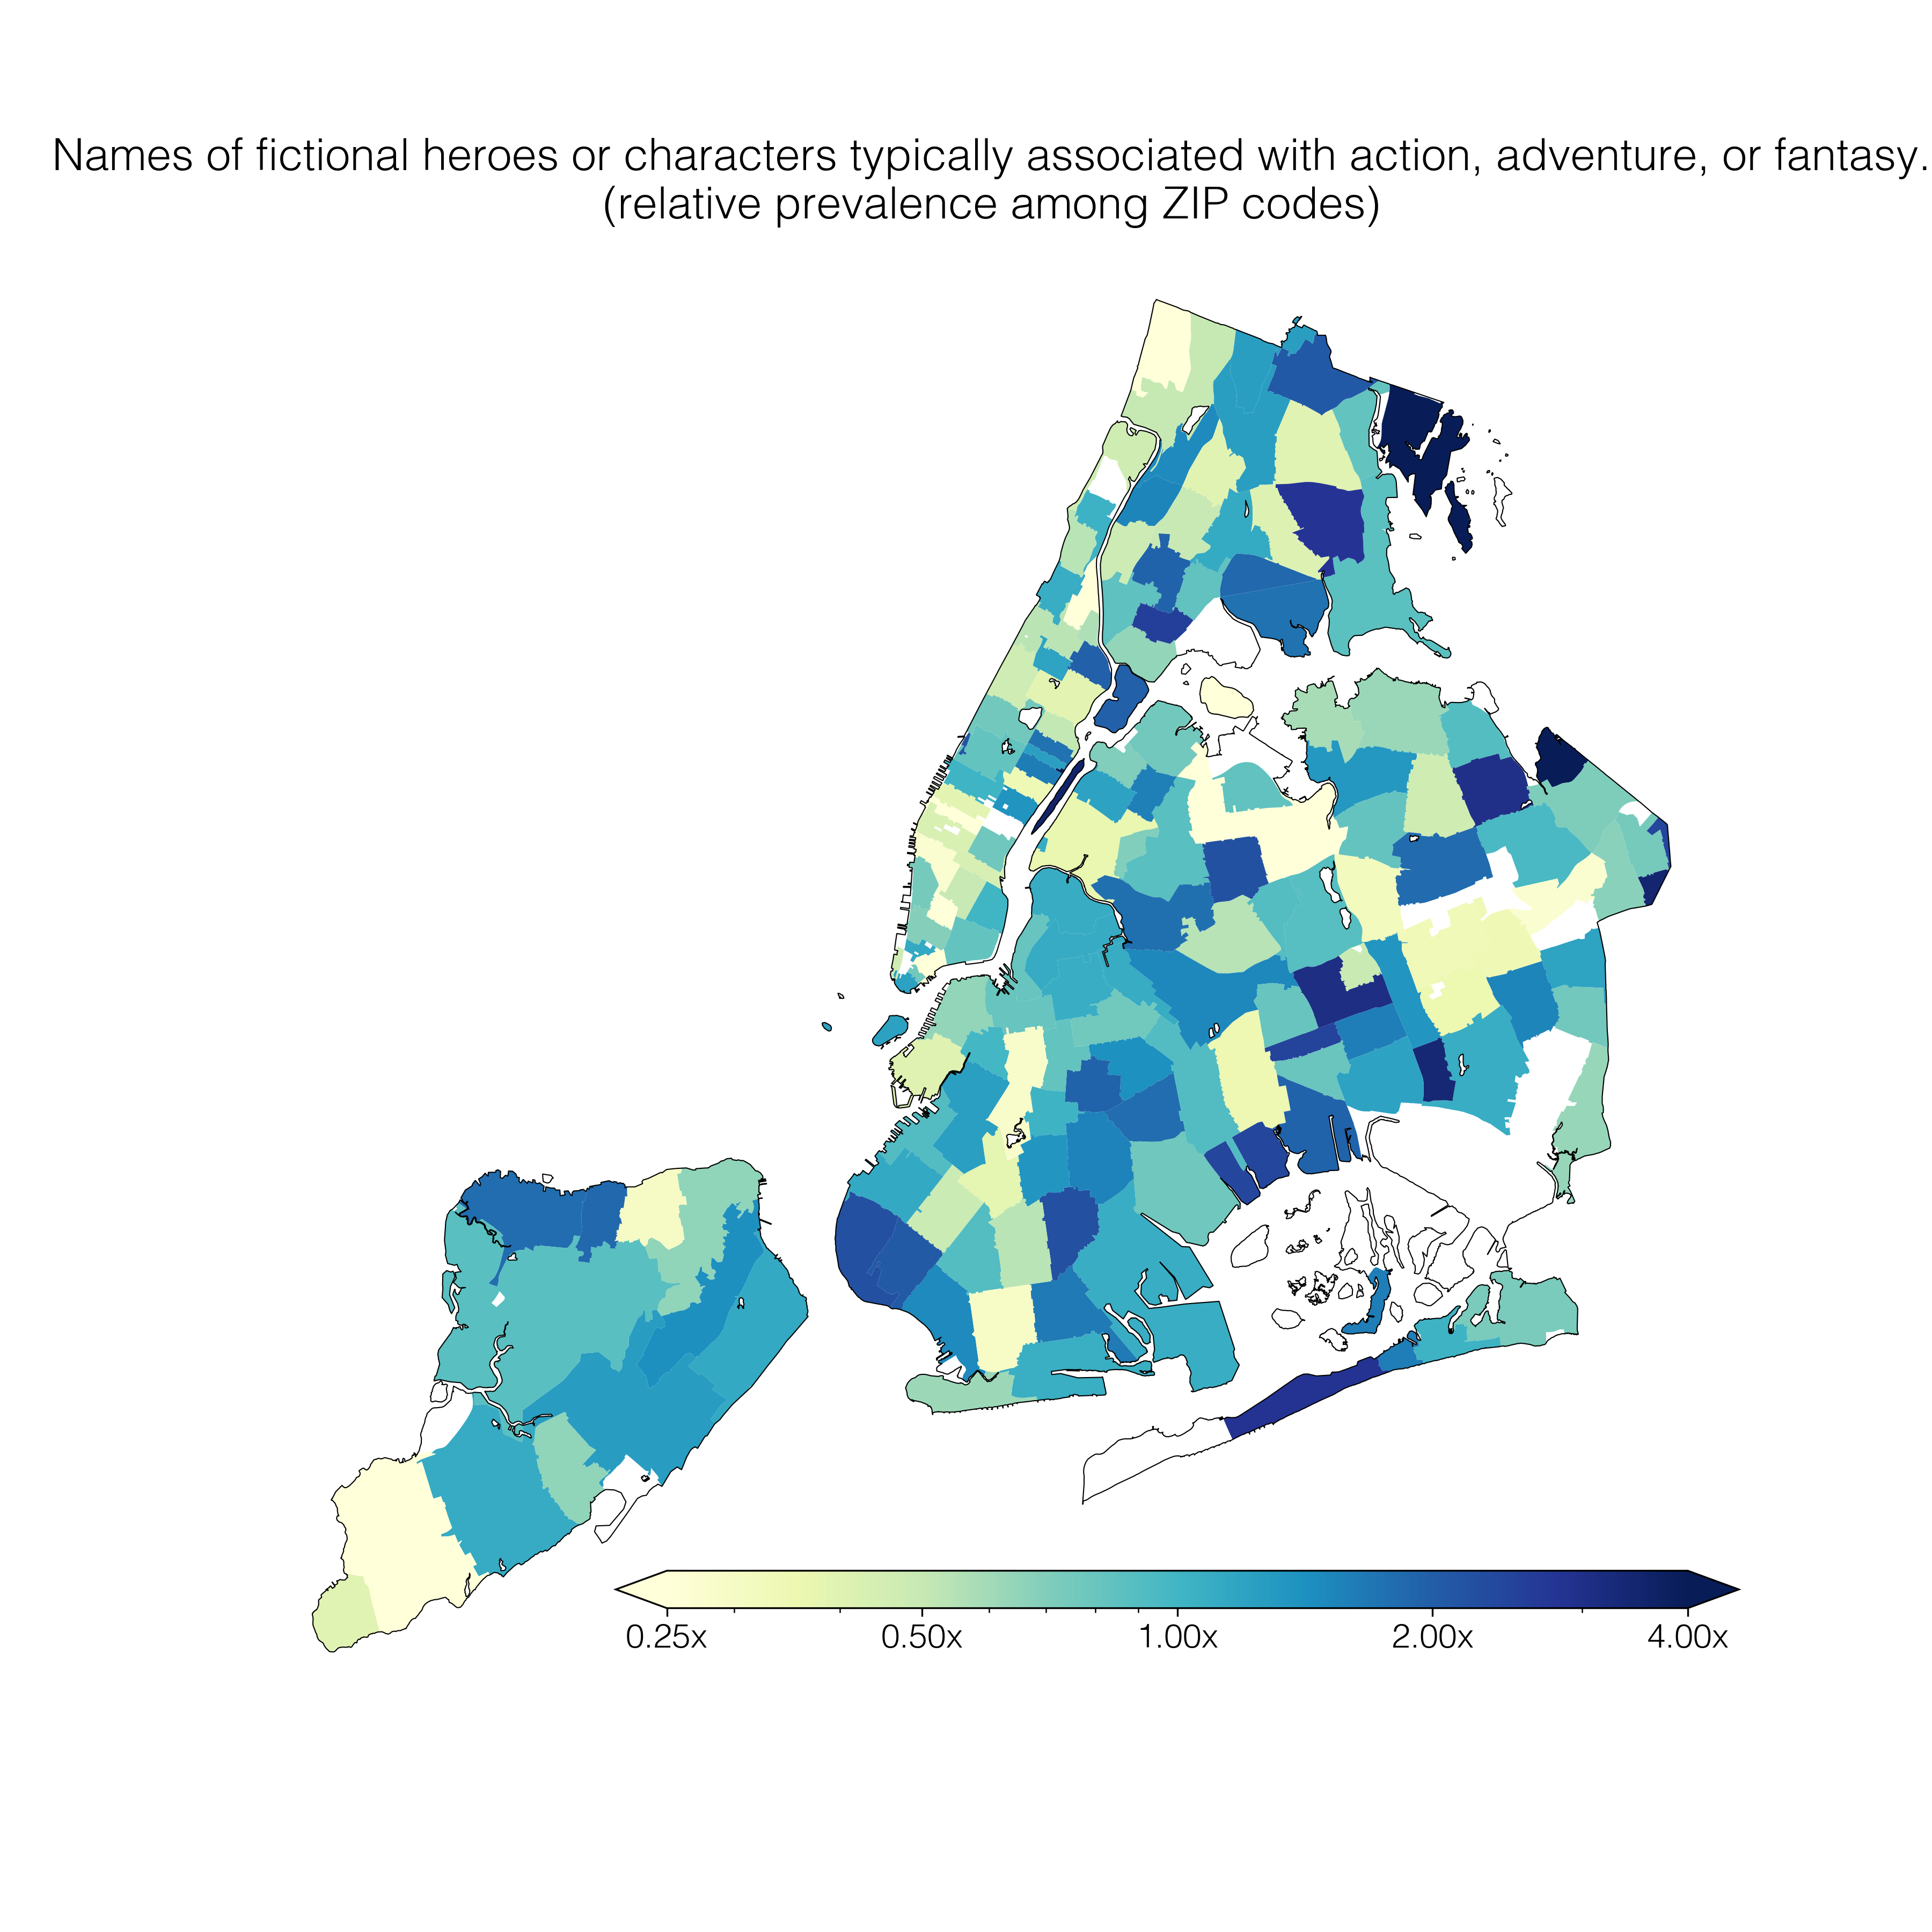 Names of fictional heroes or characters typically associated with action, adventure, or fantasy.
(relative prevalence among ZIP codes)
0.25x 0.50x 1.00x 2.00x 4.00x